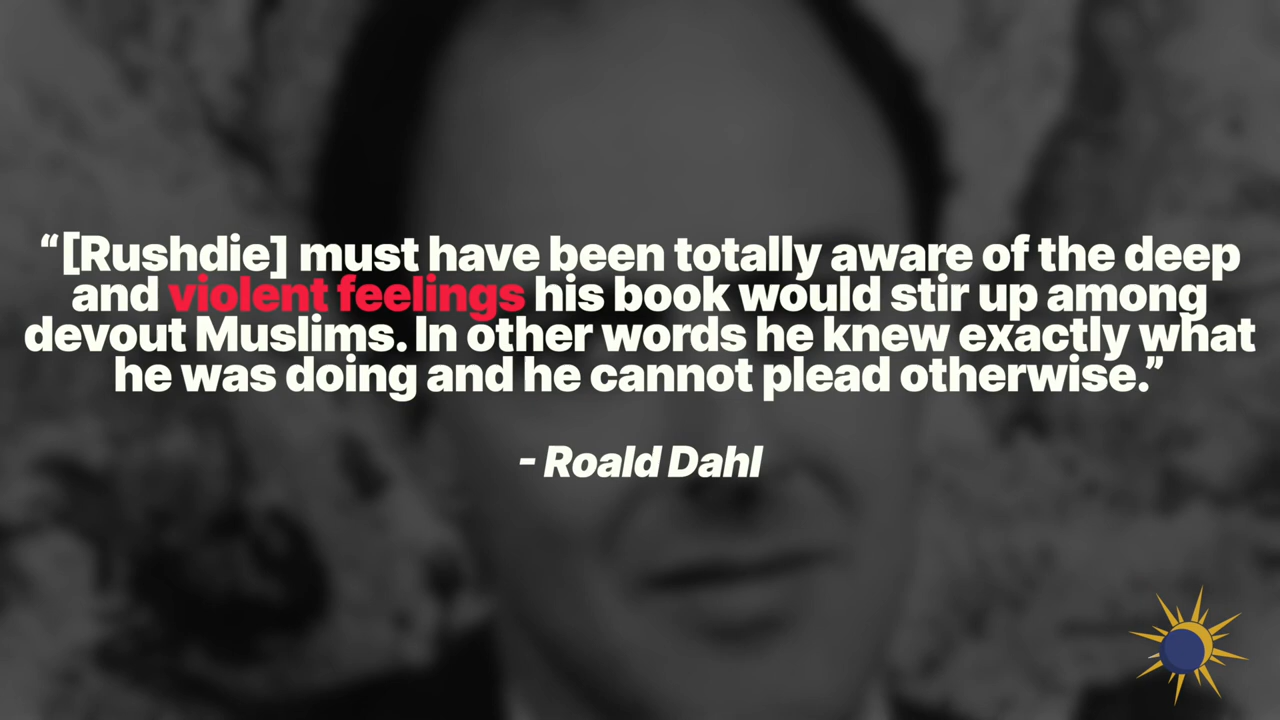 “[Rushdie] must have been totally aware of the deep
and violent feelings his book would stir up among
devout Muslims. In other words he knew exactly what
he was doing and he cannot plead otherwise.”
- Roald Dahl